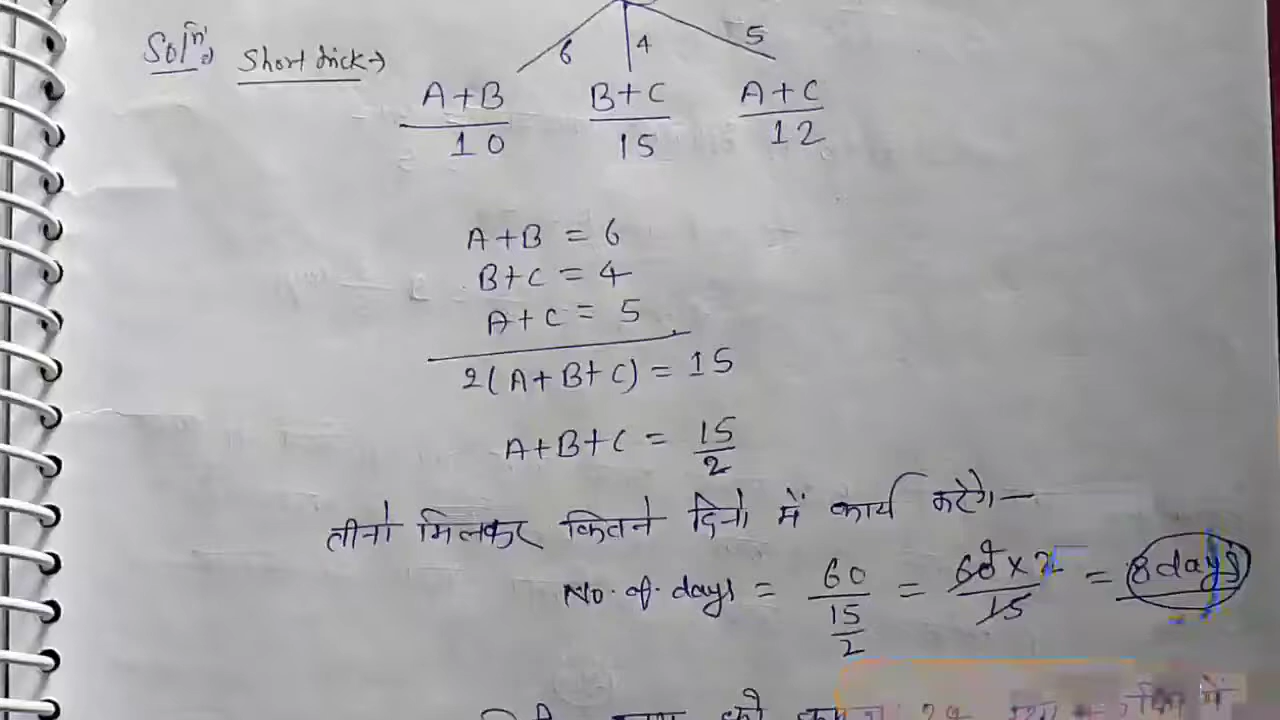 Solⁿ: Short trick→
6 4 5
A+B B+C A+C
10 15 12
A+B = 6
B+C = 4
A+C = 5
2(A+B+C) = 15
A+B+C = 15/2
तीनो मिलकर कितने दिनो में कार्य करेगे।—
No. of. days = 60/(15/2) = 60×2/15 = 8 days